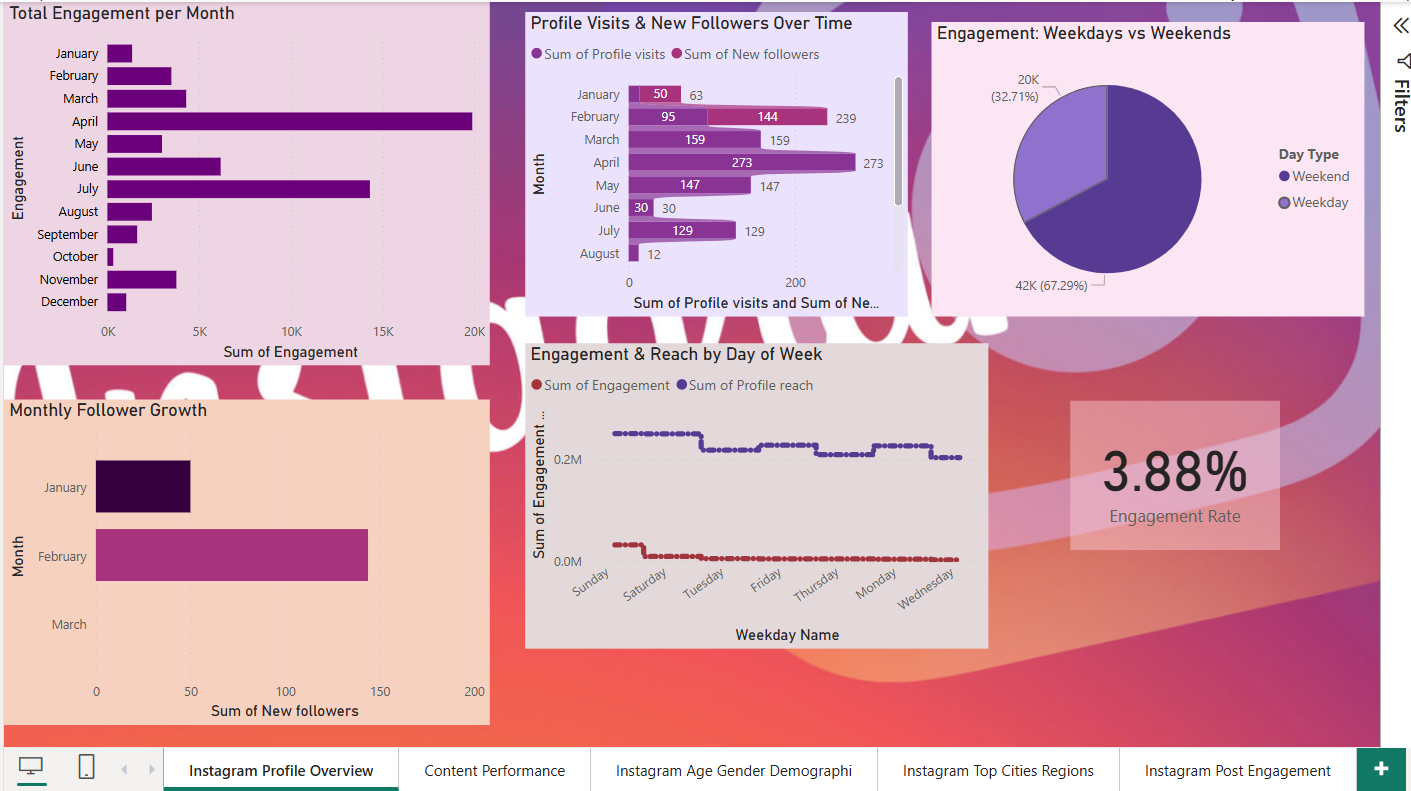 Total Engagement per Month
Engagement
January
February
March
April
May
June
July
August
September
October
November
December
0K 5K 10K 15K 20K
Sum of Engagement
Profile Visits & New Followers Over Time
Sum of Profile visits Sum of New followers
Month
January 50 63
February 95 144 239
March 159 159
April 273 273
May 147 147
June 30 30
July 129 129
August 12
0 200
Sum of Profile visits and Sum of Ne...
Engagement: Weekdays vs Weekends
20K
(32.71%)
42K (67.29%)
Day Type
Weekend
Weekday
Filters
Monthly Follower Growth
Month
January
February
March
0 50 100 150 200
Sum of New followers
Engagement & Reach by Day of Week
Sum of Engagement Sum of Profile reach
Sum of Engagement ...
0.2M
0.0M
Sunday Saturday Tuesday Friday Thursday Monday Wednesday
Weekday Name
3.88%
Engagement Rate
Instagram Profile Overview Content Performance Instagram Age Gender Demographi Instagram Top Cities Regions Instagram Post Engagement +